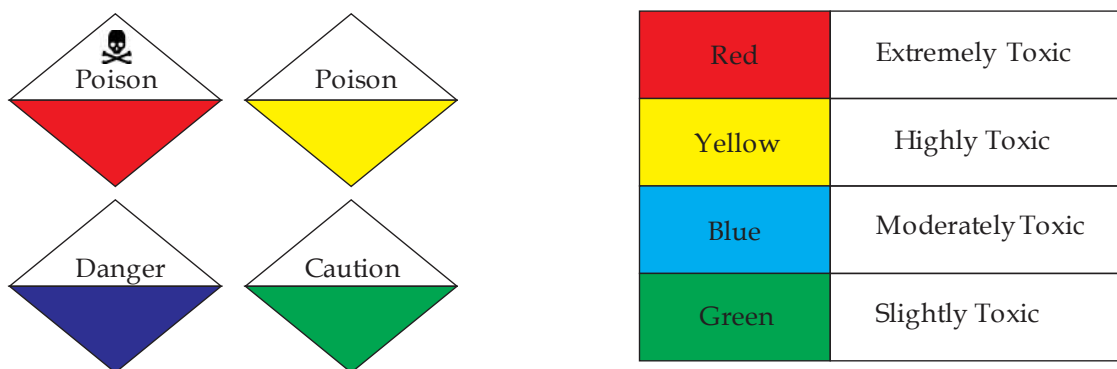 Poison
Poison
Danger
Caution
Red
Extremely Toxic
Yellow
Highly Toxic
Blue
Moderately Toxic
Green
Slightly Toxic